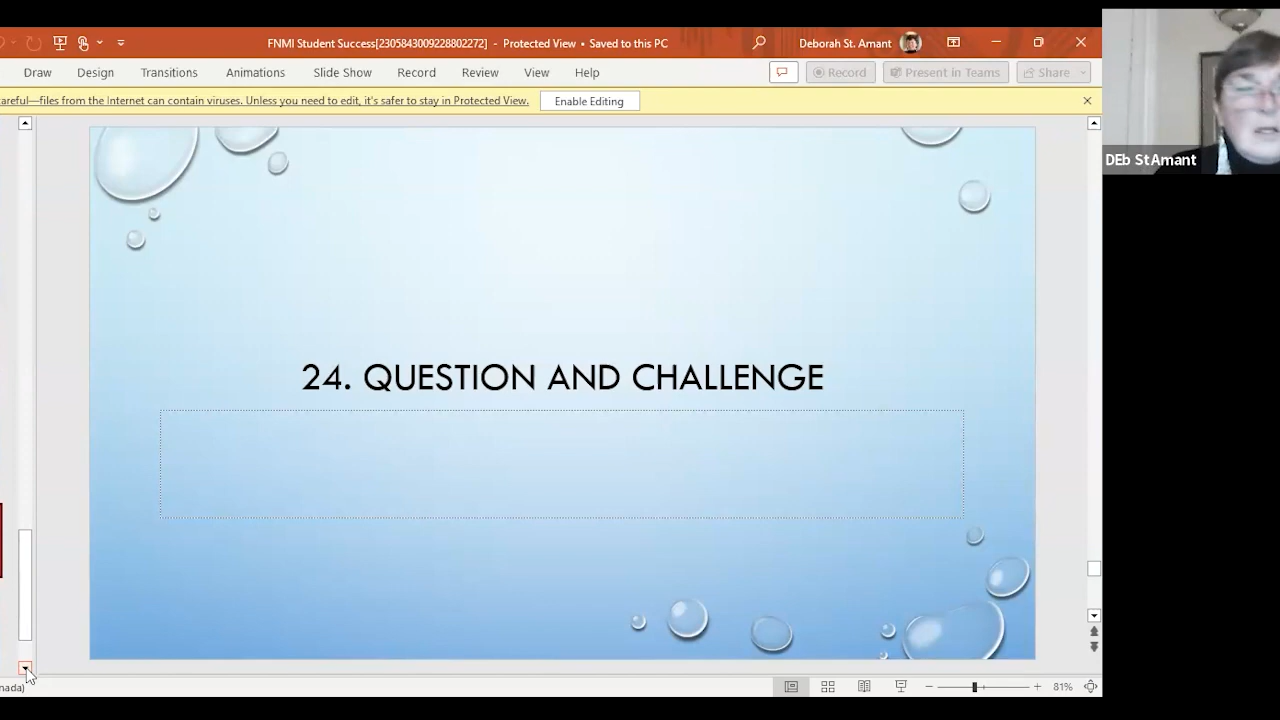 FNMI Student Success[2305843009228802272] - Protected View • Saved to this PC
Deborah St. Amant
Draw Design Transitions Animations Slide Show Record Review View Help
Record Present in Teams Share
areful—files from the Internet can contain viruses. Unless you need to edit, it's safer to stay in Protected View. Enable Editing
DEb StAmant
24. QUESTION AND CHALLENGE
nada)
81%